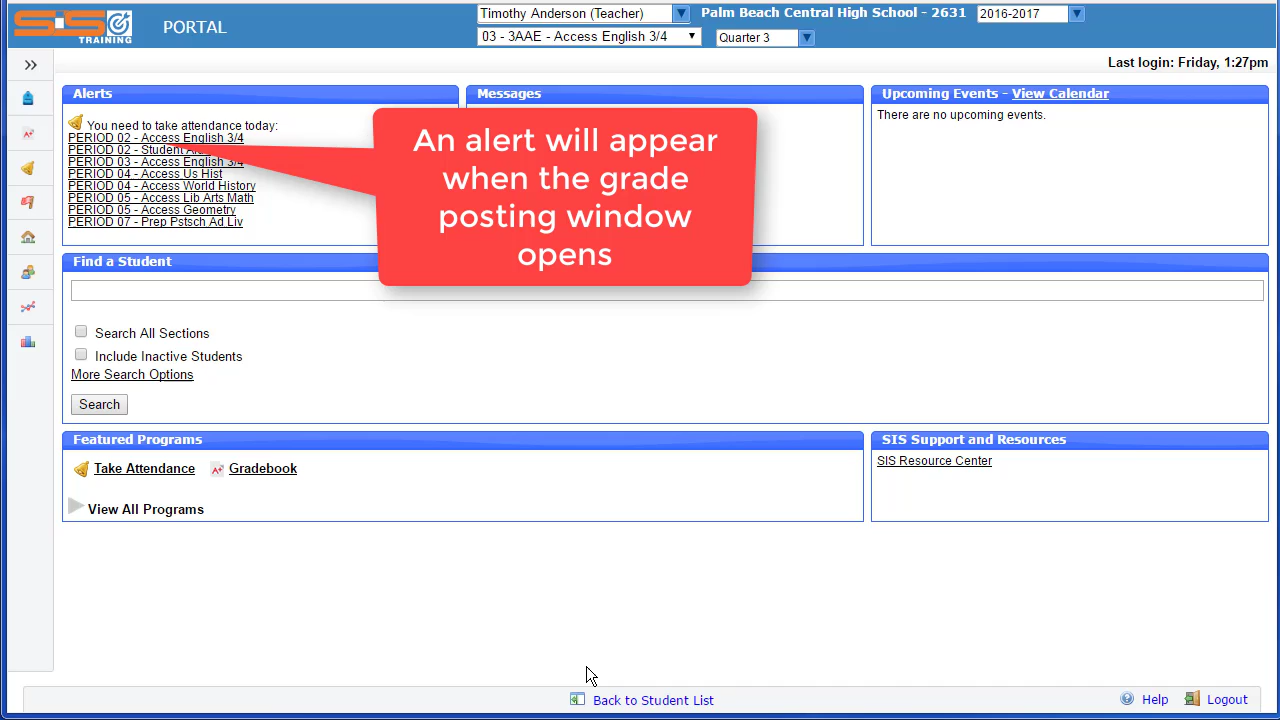 SIS
TRAINING
PORTAL
Timothy Anderson (Teacher)
Palm Beach Central High School - 2631
2016-2017
03 - 3AAE - Access English 3/4
Quarter 3
Last login: Friday, 1:27pm
Alerts
You need to take attendance today:
PERIOD 02 - Access English 3/4
PERIOD 02 - Student
PERIOD 03 - Access English 3/4
PERIOD 04 - Access Us Hist
PERIOD 04 - Access World History
PERIOD 05 - Access Lib Arts Math
PERIOD 05 - Access Geometry
PERIOD 07 - Prep Pstsch Ad Liv
Messages
An alert will appear
when the grade
posting window
opens
Upcoming Events - View Calendar
There are no upcoming events.
Find a Student
Search All Sections
Include Inactive Students
More Search Options
Search
Featured Programs
Take Attendance
Gradebook
View All Programs
SIS Support and Resources
SIS Resource Center
Back to Student List
Help
Logout